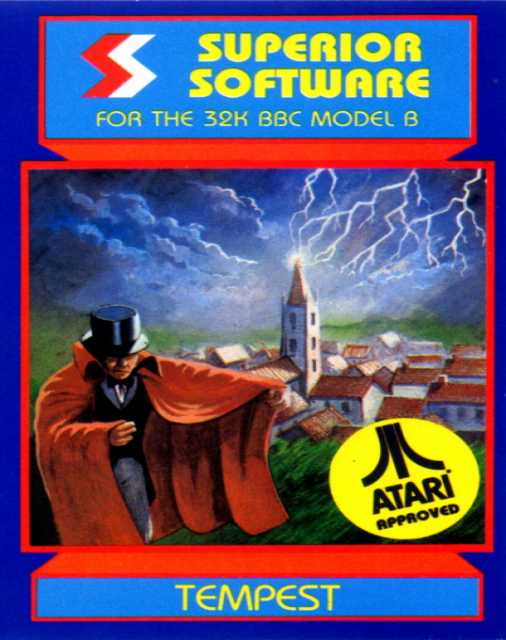 SUPERIOR
SOFTWARE
FOR THE 32K BBC MODEL B
ATARI
APPROVED
TEMPEST